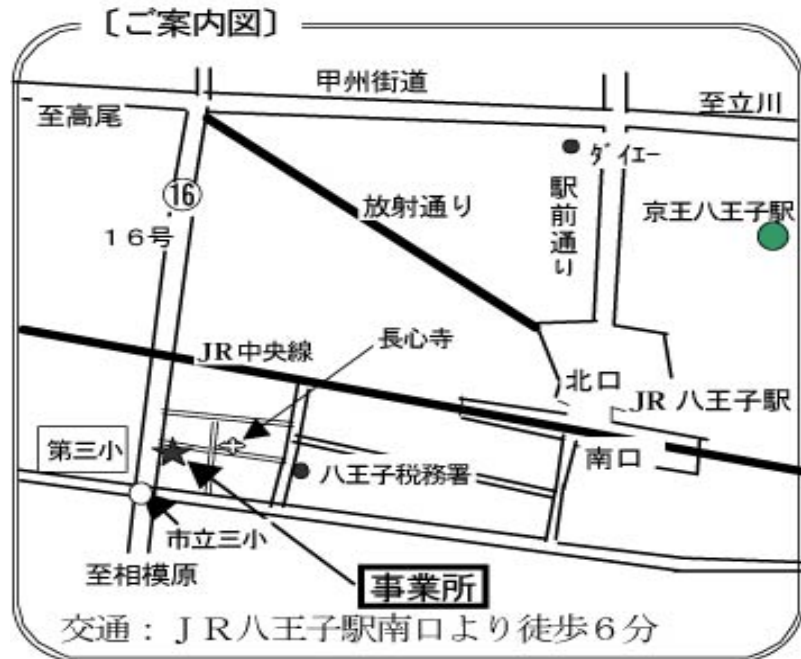 〔ご案内図〕
甲州街道
至高尾
至立川
ﾀﾞｲｴｰ
16
駅前通り
放射通り
京王八王子駅
１６号
JR中央線
長心寺
北口
JR 八王子駅
第三小
南口
八王子税務署
市立三小
至相模原
事業所
交通：ＪＲ八王子駅南口より徒歩６分